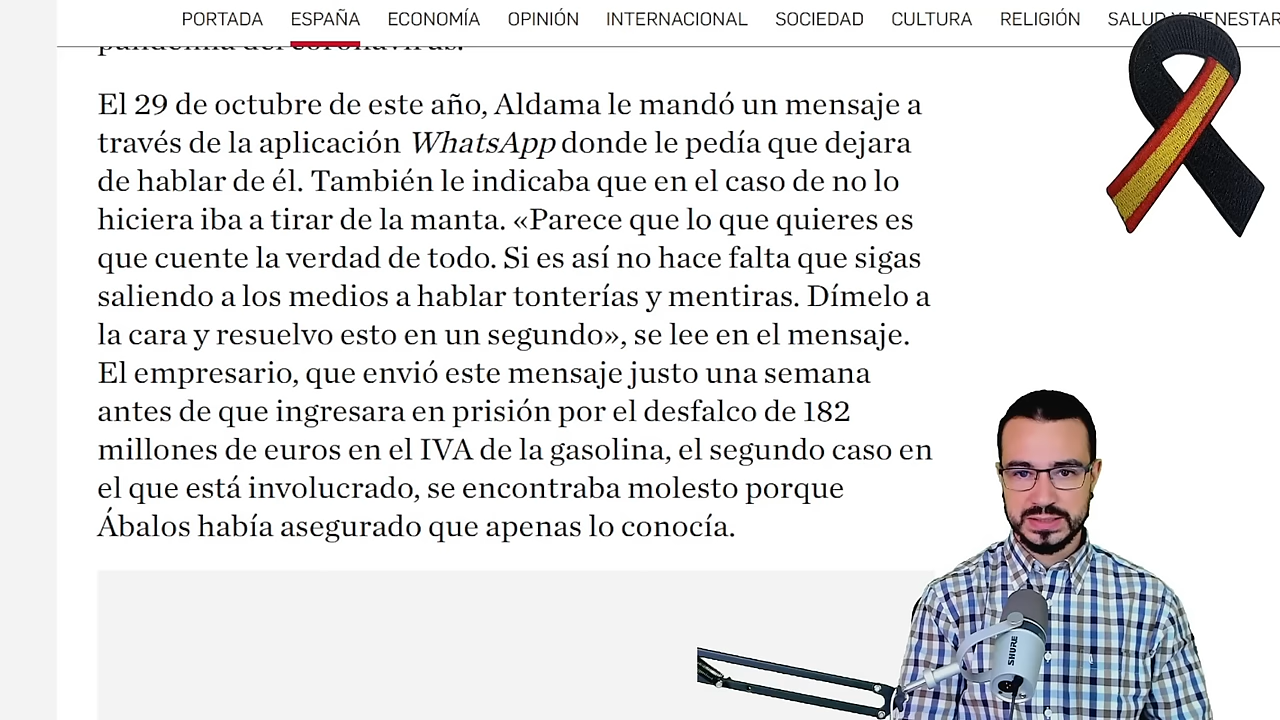 PORTADA ESPAÑA ECONOMÍA OPINIÓN INTERNACIONAL SOCIEDAD CULTURA RELIGIÓN SALUD Y BIENESTAR
pandemia del coronavirus.
El 29 de octubre de este año, Aldama le mandó un mensaje a
través de la aplicación WhatsApp donde le pedía que dejara
de hablar de él. También le indicaba que en el caso de no lo
hiciera iba a tirar de la manta. «Parece que lo que quieres es
que cuente la verdad de todo. Si es así no hace falta que sigas
saliendo a los medios a hablar tonterías y mentiras. Dímelo a
la cara y resuelvo esto en un segundo», se lee en el mensaje.
El empresario, que envió este mensaje justo una semana
antes de que ingresara en prisión por el desfalco de 182
millones de euros en el IVA de la gasolina, el segundo caso en
el que está involucrado, se encontraba molesto porque
Ábalos había asegurado que apenas lo conocía.
SHURE